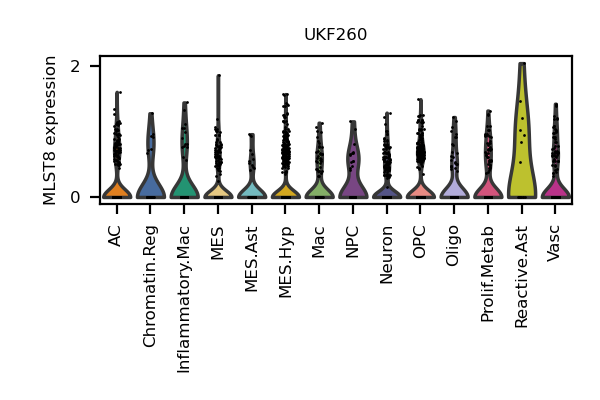 UKF260
MLST8 expression
2
0
AC
Chromatin.Reg
Inflammatory.Mac
MES
MES.Ast
MES.Hyp
Mac
NPC
Neuron
OPC
Oligo
Prolif.Metab
Reactive.Ast
Vasc